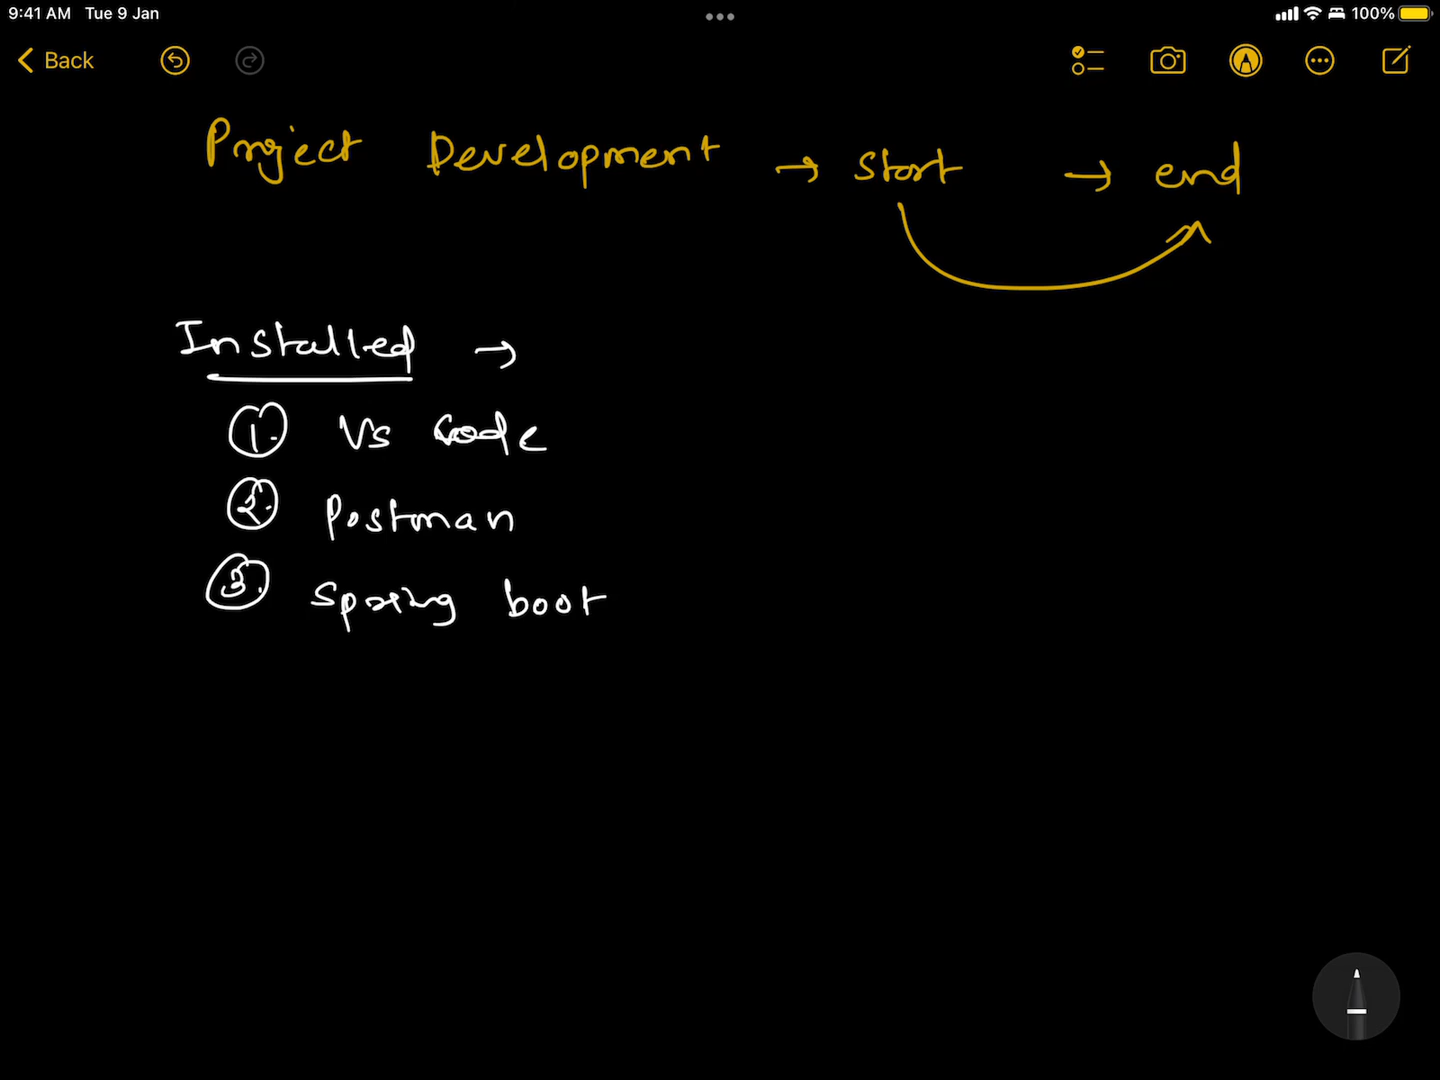 9:41 AM Tue 9 Jan 100%
Back
Project Development → start → end
Installed →
1. Vs code
2. Postman
3. Spring boot